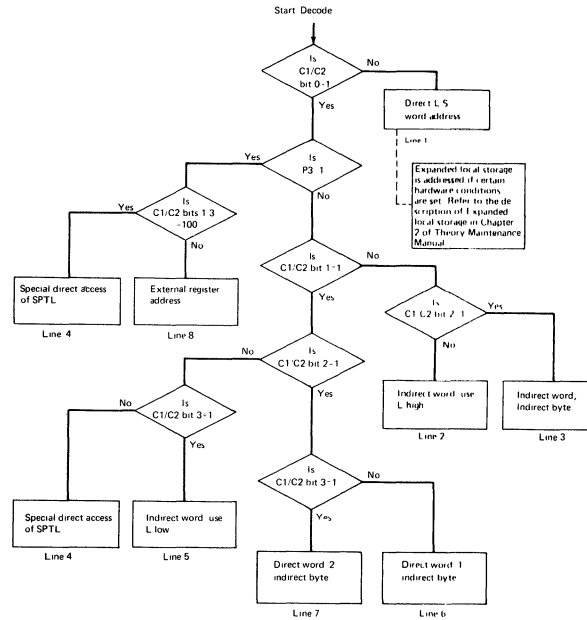 Start Decode
Is
C1/C2
bit 0-1
No
Yes
Direct L S
word address
Line 1
Expanded local storage
is addressed if certain
hardware conditions
are set. Refer to the de
scription of Expanded
local storage in Chapter
2 of Theory Maintenance
Manual
Is
P3-1
Yes
No
Is
C1/C2 bits 1 3
-100
Yes
No
Special direct access
of SPTL
Line 4
External register
address
Line 8
Is
C1/C2 bit 1-1
No
Yes
Is
C1 C2 bit 2-1
Yes
No
Indirect word use
L high
Line 2
Indirect word,
Indirect byte
Line 3
Is
C1/C2 bit 2-1
No
Yes
Is
C1/C2 bit 3-1
No
Yes
Special direct access
of SPTL
Line 4
Indirect word use
L low
Line 5
Is
C1/C2 bit 3-1
No
Yes
Direct word 2
indirect byte
Line 7
Direct word 1
indirect byte
Line 6